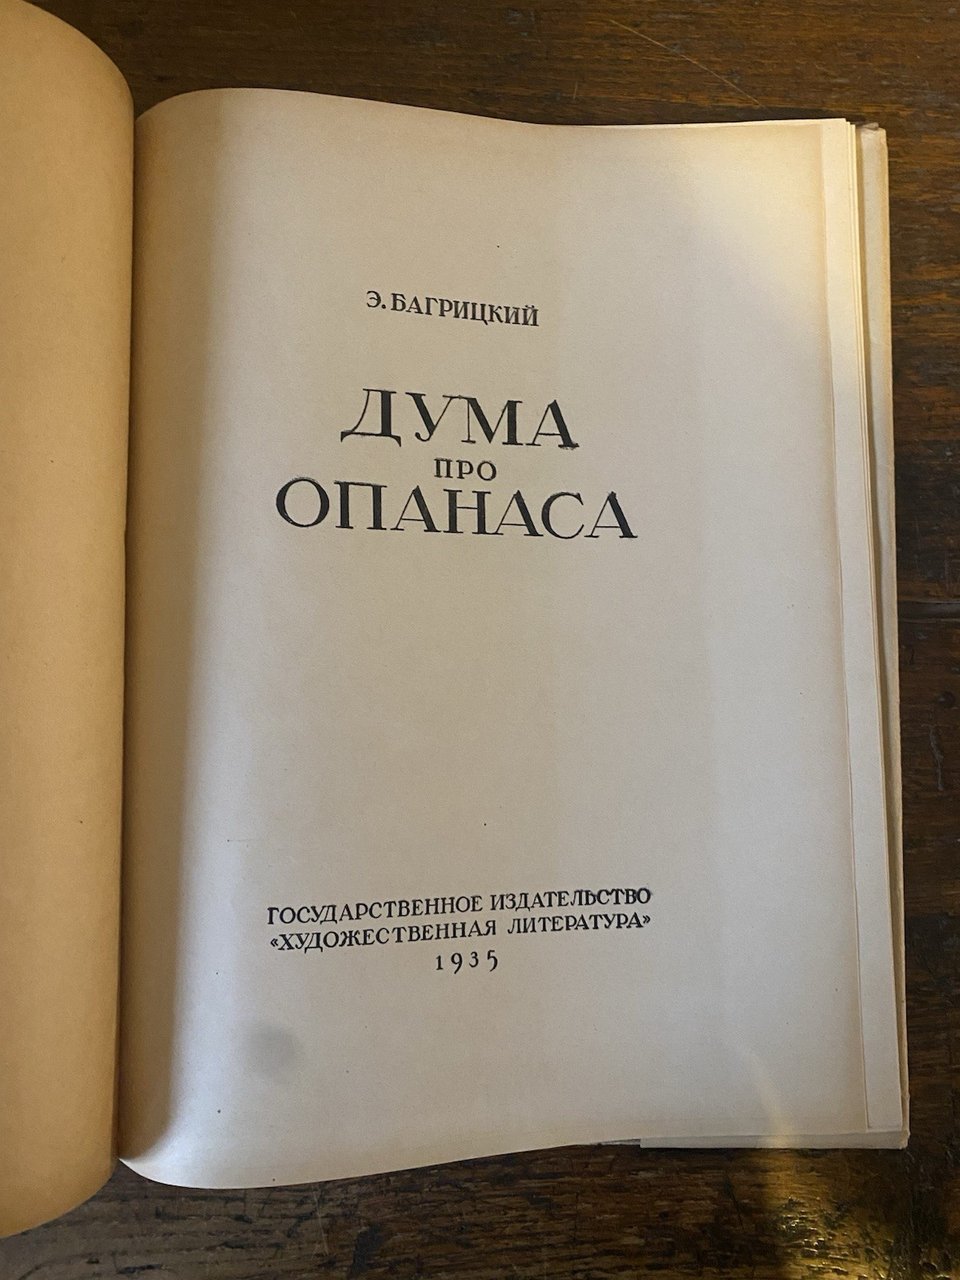 Э. БАГРИЦКИЙ
ДУМА
ПРО
ОПАНАСА
ГОСУДАРСТВЕННОЕ ИЗДАТЕЛЬСТВО
«ХУДОЖЕСТВЕННАЯ ЛИТЕРАТУРА»
1935